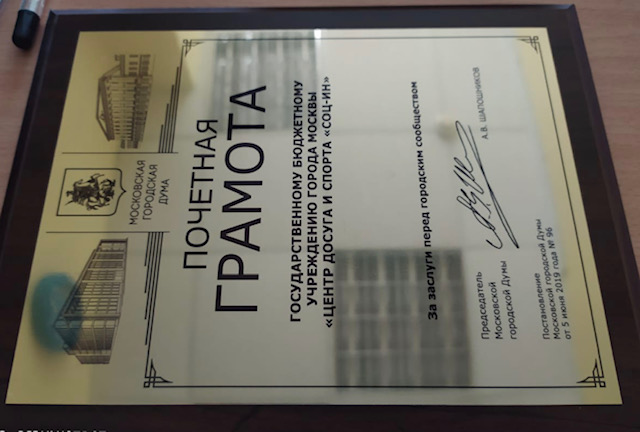 МОСКОВСКАЯ
ГОРОДСКАЯ
ДУМА
ПОЧЕТНАЯ
ГРАМОТА
ГОСУДАРСТВЕННОМУ БЮДЖЕТНОМУ
УЧРЕЖДЕНИЮ ГОРОДА МОСКВЫ
«ЦЕНТР ДОСУГА И СПОРТА «СОЦ-ИН»
За заслуги перед городским сообществом
Председатель
Московской
городской Думы
А.В. ШАПОШНИКОВ
Постановление
Московской городской Думы
от 5 июня 2019 года № 96